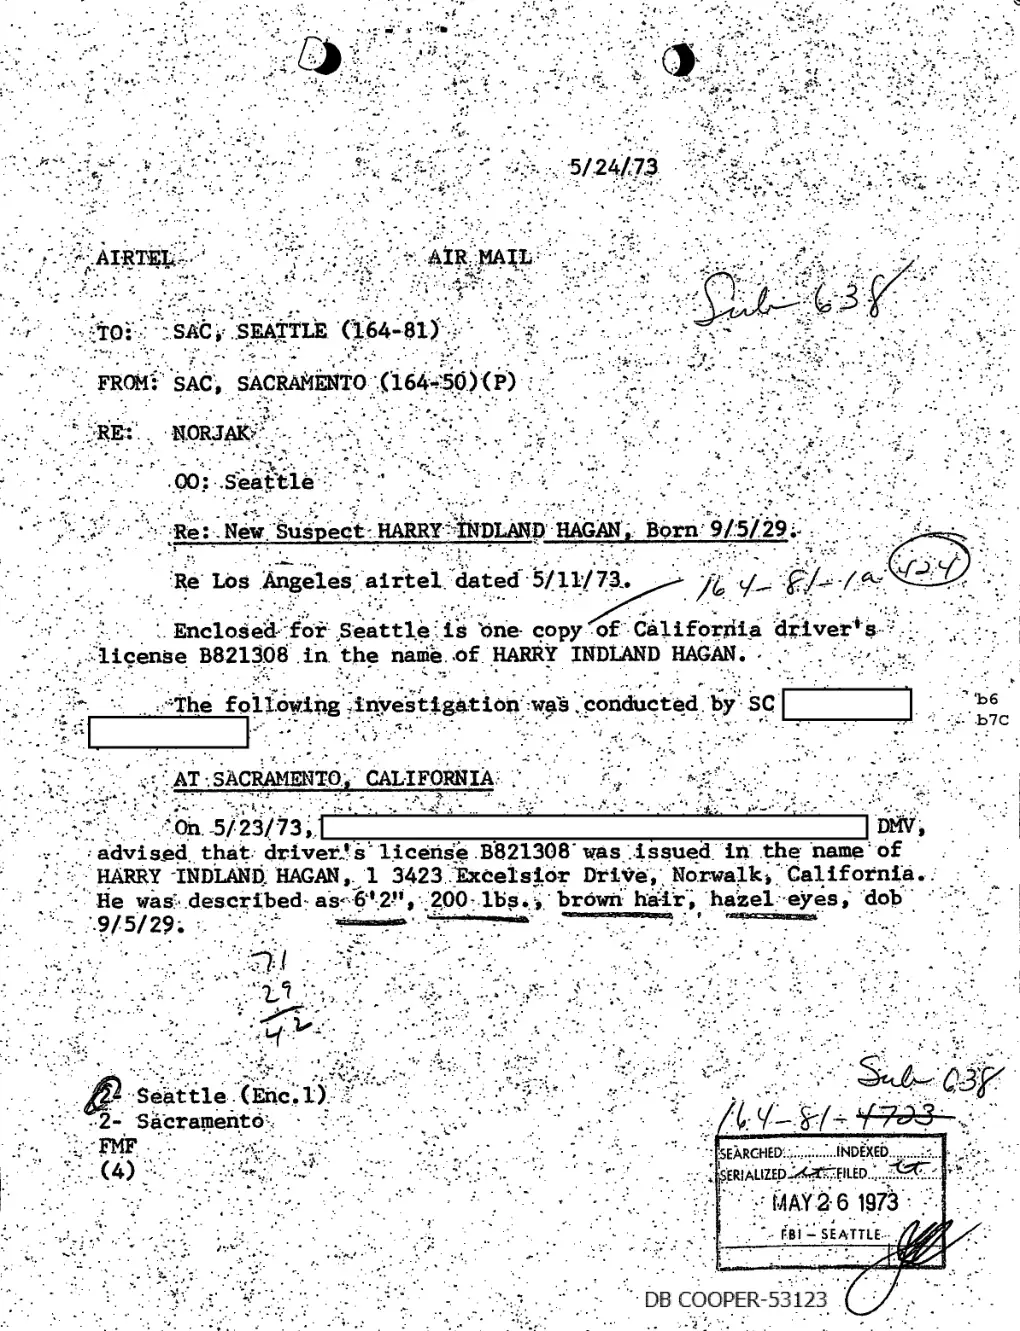 5/24/73
AIRTEL AIR MAIL
Sub 638
TO: SAC, SEATTLE (164-81)
FROM: SAC, SACRAMENTO (164-50)(P)
RE: NORJAK
OO: Seattle
Re: New Suspect HARRY INDLAND HAGAN, Born 9/5/29.
Re Los Angeles airtel dated 5/11/73. 164-81-1a 424
Enclosed for Seattle is one copy of California driver's
license B821308 in the name of HARRY INDLAND HAGAN.
The following investigation was conducted by SC
b6
b7C
AT SACRAMENTO, CALIFORNIA
On 5/23/73, DMV,
advised that driver's license B821308 was issued in the name of
HARRY INDLAND HAGAN, 1 3423 Excelsior Drive, Norwalk, California.
He was described as 6'2", 200 lbs., brown hair, hazel eyes, dob
9/5/29.
71
29
42
2- Seattle (Enc.1)
2- Sacramento
FMF
(4)
Sub 638
164-81-4723
SEARCHED INDEXED
SERIALIZED FILED
MAY 26 1973
FBI - SEATTLE
DB COOPER-53123